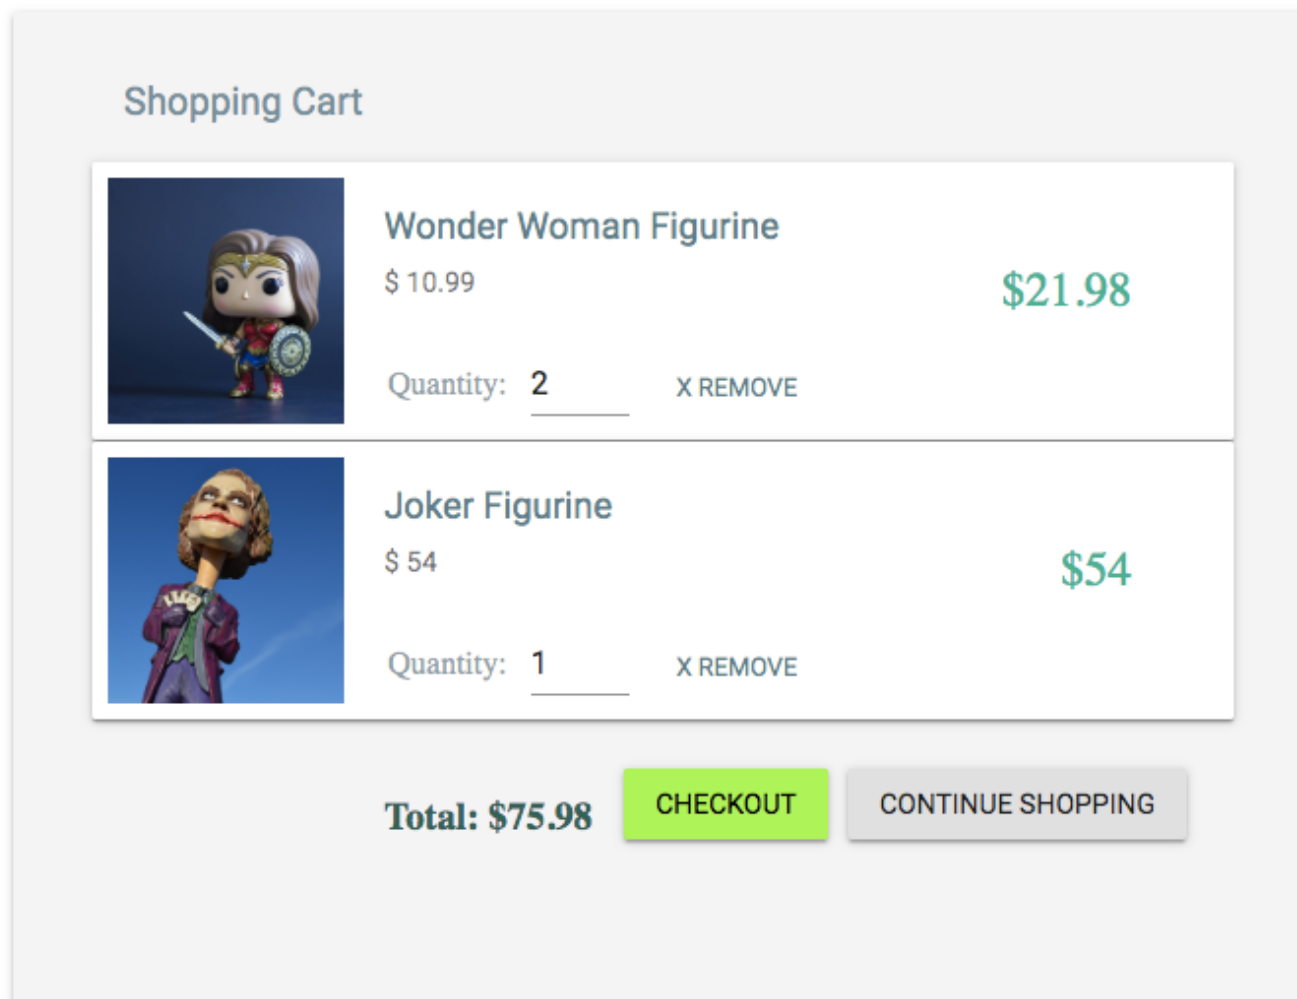 Shopping Cart
Wonder Woman Figurine
$ 10.99
$21.98
Quantity: 2 X REMOVE
Joker Figurine
$ 54
$54
Quantity: 1 X REMOVE
Total: $75.98 CHECKOUT CONTINUE SHOPPING